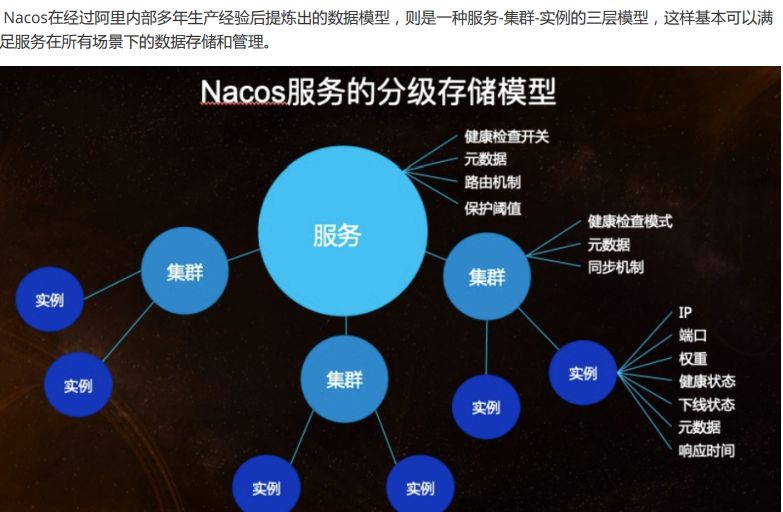 Nacos在经过阿里内部多年生产经验后提炼出的数据模型，则是一种服务-集群-实例的三层模型，这样基本可以满
足服务在所有场景下的数据存储和管理。
Nacos服务的分级存储模型
健康检查开关
元数据
路由机制
保护阈值
服务
健康检查模式
元数据
同步机制
集群
集群
实例
实例
集群
实例
实例
IP
端口
权重
健康状态
下线状态
元数据
响应时间
实例
实例